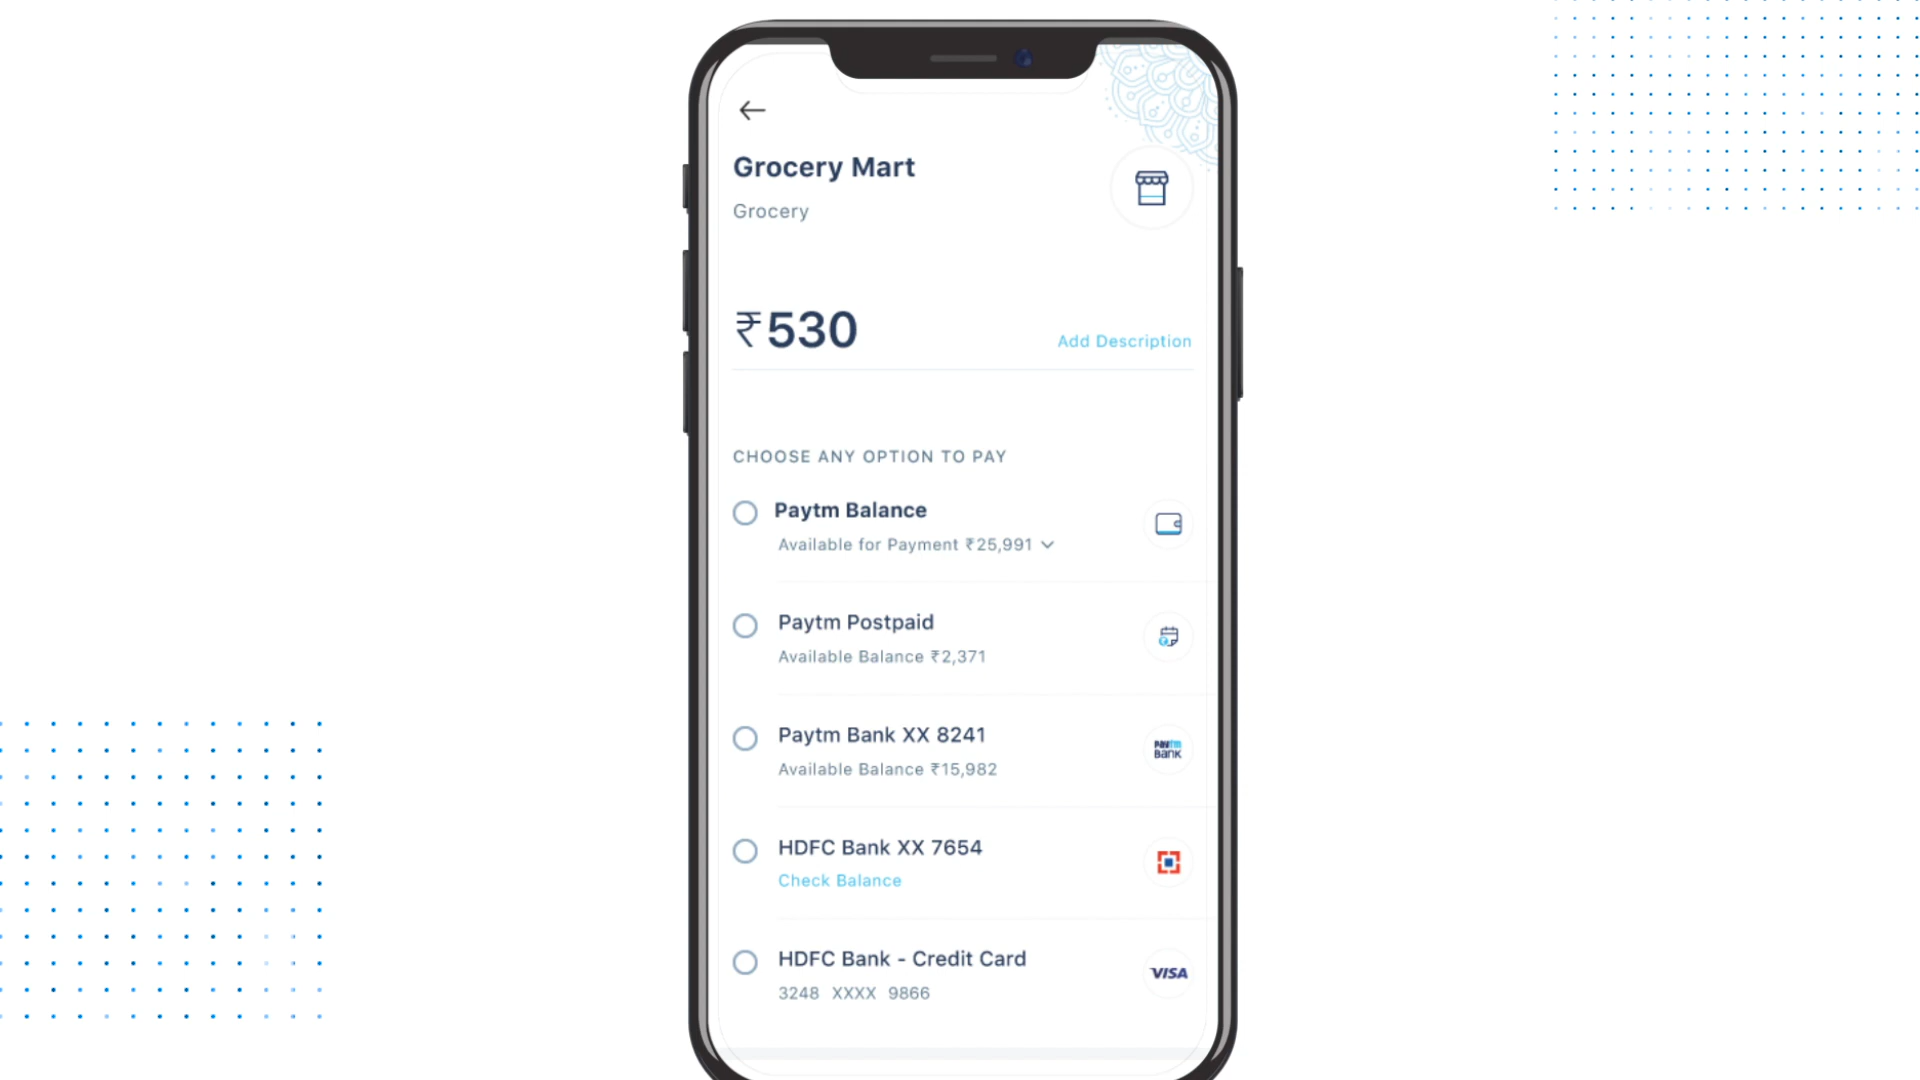 Grocery Mart
Grocery
₹530
Add Description
CHOOSE ANY OPTION TO PAY
Paytm Balance
Available for Payment ₹25,991
Paytm Postpaid
Available Balance ₹2,371
Paytm Bank XX 8241
Available Balance ₹15,982
Paytm
BANK
HDFC Bank XX 7654
Check Balance
HDFC Bank - Credit Card
3248 XXXX 9866
VISA